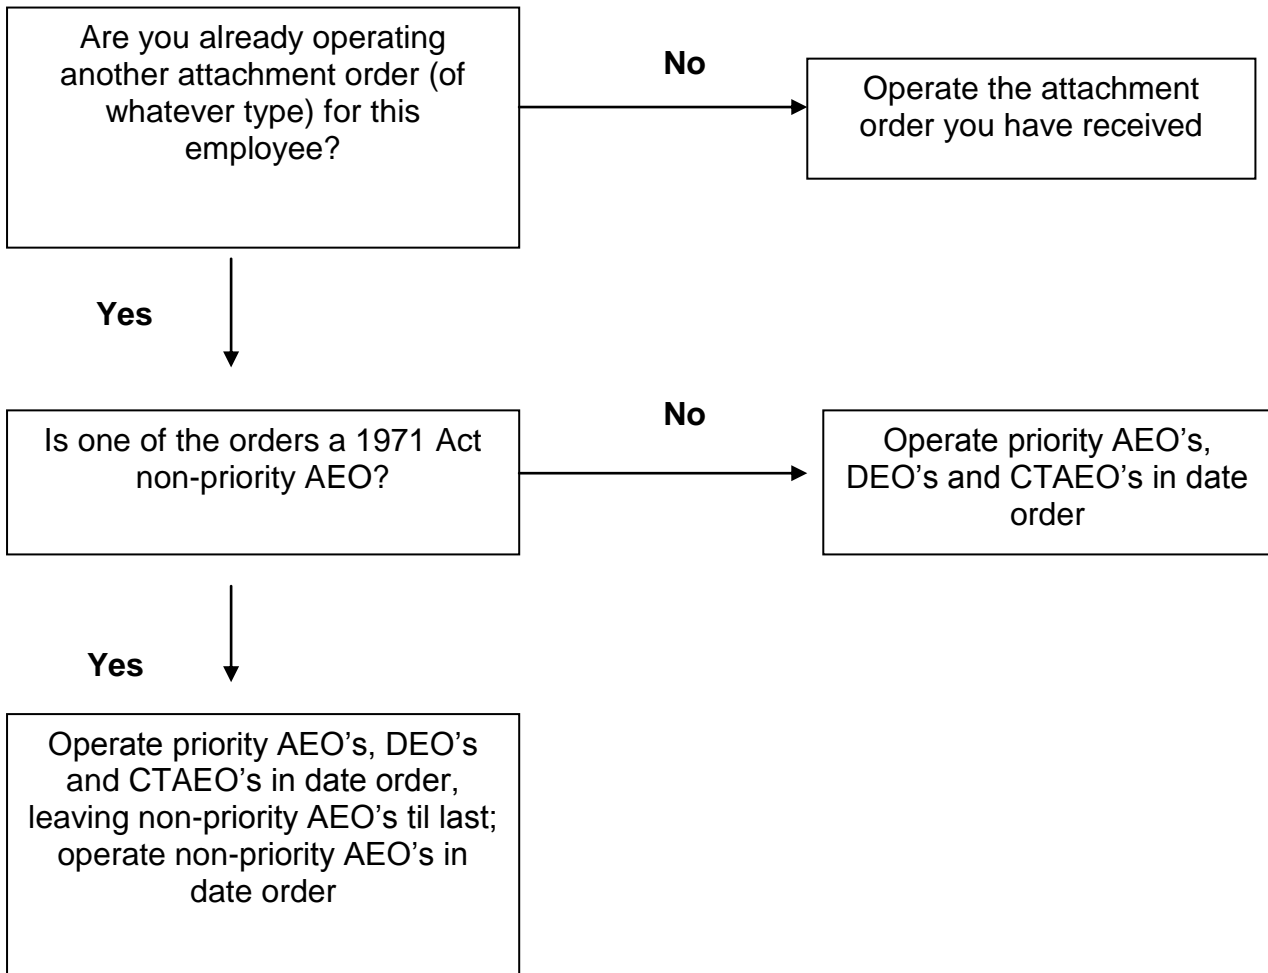 Are you already operating
another attachment order (of
whatever type) for this
employee?
No
Operate the attachment
order you have received
Yes
Is one of the orders a 1971 Act
non-priority AEO?
No
Operate priority AEO’s,
DEO’s and CTAEO’s in date
order
Yes
Operate priority AEO’s, DEO’s
and CTAEO’s in date order,
leaving non-priority AEO’s til last;
operate non-priority AEO’s in
date order